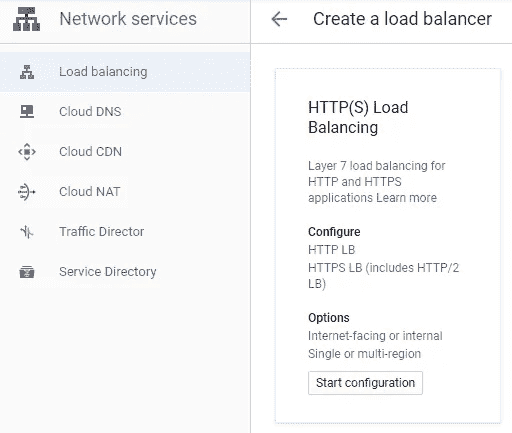 Network services
Load balancing
Cloud DNS
Cloud CDN
Cloud NAT
Traffic Director
Service Directory
Create a load balancer
HTTP(S) Load
Balancing
Layer 7 load balancing for
HTTP and HTTPS
applications Learn more
Configure
HTTP LB
HTTPS LB (includes HTTP/2
LB)
Options
Internet-facing or internal
Single or multi-region
Start configuration